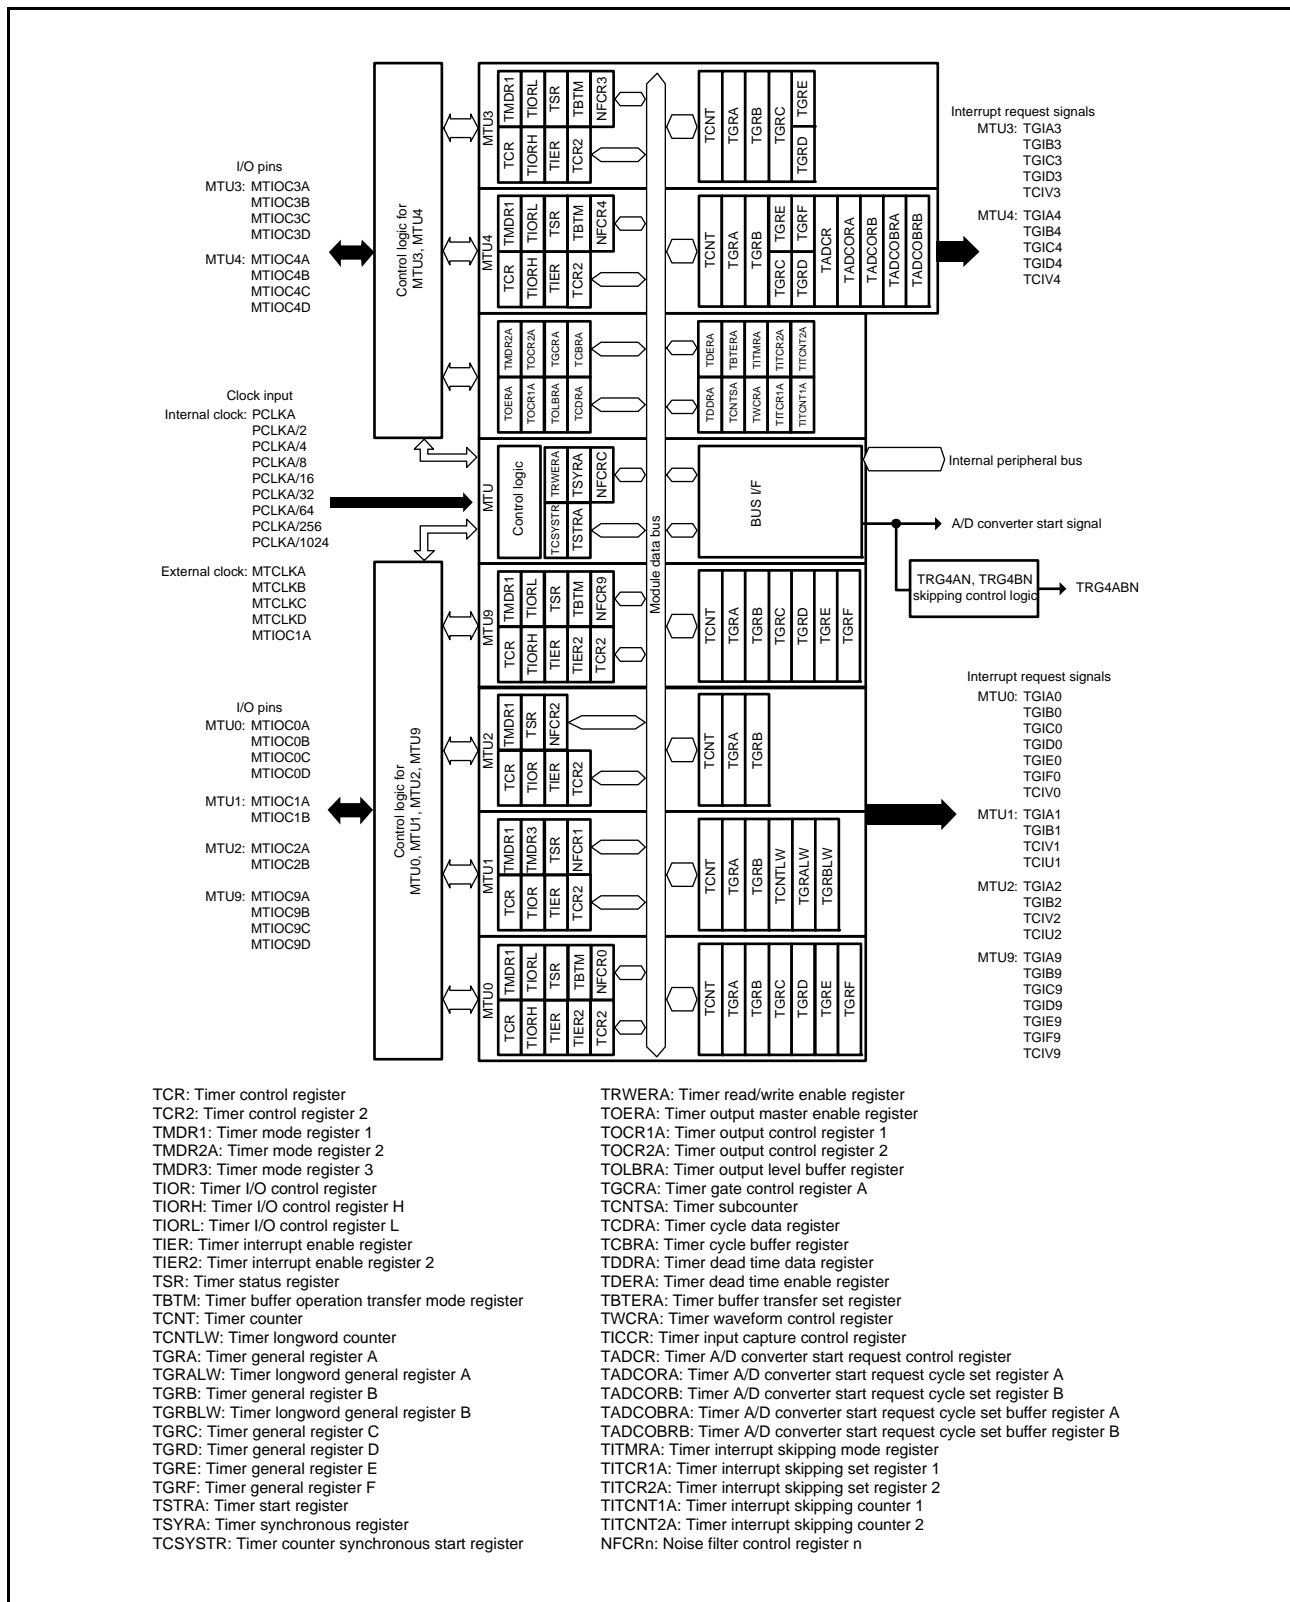 I/O pins
MTU3: MTIOC3A
MTIOC3B
MTIOC3C
MTIOC3D
MTU4: MTIOC4A
MTIOC4B
MTIOC4C
MTIOC4D
Clock input
Internal clock: PCLKA
PCLKA/2
PCLKA/4
PCLKA/8
PCLKA/16
PCLKA/32
PCLKA/64
PCLKA/256
PCLKA/1024
External clock: MTCLKA
MTCLKB
MTCLKC
MTCLKD
MTIOC1A
I/O pins
MTU0: MTIOC0A
MTIOC0B
MTIOC0C
MTIOC0D
MTU1: MTIOC1A
MTIOC1B
MTU2: MTIOC2A
MTIOC2B
MTU9: MTIOC9A
MTIOC9B
MTIOC9C
MTIOC9D
Control logic for
MTU3, MTU4
Control logic for
MTU0, MTU1, MTU2, MTU9
MTU3
TMDR1
TIORL
TSR
TBTM
NFCR3
TCR
TIORH
TIER
TCR2
TCNT
TGRA
TGRB
TGRC
TGRE
TGRD
MTU4
TMDR1
TIORL
TSR
TBTM
NFCR4
TCR
TIORH
TIER
TCR2
TCNT
TGRA
TGRB
TGRE
TGRF
TGRC
TGRD
TADCR
TADCORA
TADCORB
TADCOBRA
TADCOBRB
TMDR2A
TOCR2A
TGCRA
TCBRA
TOERA
TOCR1A
TOLBRA
TCDRA
TDERA
TBTERA
TITMRA
TITCR2A
TITCNT2A
TDDRA
TCNTSA
TWCRA
TITCR1A
TITCNT1A
MTU
Control logic
TRWERA
TSYRA
NFCRC
TCSYSTR
TSTRA
Module data bus
BUS I/F
MTU9
TMDR1
TIORL
TSR
TBTM
NFCR9
TCR
TIORH
TIER
TIER2
TCR2
TCNT
TGRA
TGRB
TGRC
TGRD
TGRE
TGRF
MTU2
TMDR1
TSR
NFCR2
TCR
TIOR
TIER
TCR2
TCNT
TGRA
TGRB
MTU1
TMDR1
TMDR3
TSR
NFCR1
TCR
TIOR
TIER
TCR2
TCNT
TGRA
TGRB
TCNTLW
TGRALW
TGRBLW
MTU0
TMDR1
TIORL
TSR
TBTM
NFCR0
TCR
TIORH
TIER
TIER2
TCR2
TCNT
TGRA
TGRB
TGRC
TGRD
TGRE
TGRF
Interrupt request signals
MTU3: TGIA3
TGIB3
TGIC3
TGID3
TCIV3
MTU4: TGIA4
TGIB4
TGIC4
TGID4
TCIV4
Internal peripheral bus
A/D converter start signal
TRG4AN, TRG4BN
skipping control logic
TRG4ABN
Interrupt request signals
MTU0: TGIA0
TGIB0
TGIC0
TGID0
TGIE0
TGIF0
TCIV0
MTU1: TGIA1
TGIB1
TCIV1
TCIU1
MTU2: TGIA2
TGIB2
TCIV2
TCIU2
MTU9: TGIA9
TGIB9
TGIC9
TGID9
TGIE9
TGIF9
TCIV9
TCR: Timer control register
TCR2: Timer control register 2
TMDR1: Timer mode register 1
TMDR2A: Timer mode register 2
TMDR3: Timer mode register 3
TIOR: Timer I/O control register
TIORH: Timer I/O control register H
TIORL: Timer I/O control register L
TIER: Timer interrupt enable register
TIER2: Timer interrupt enable register 2
TSR: Timer status register
TBTM: Timer buffer operation transfer mode register
TCNT: Timer counter
TCNTLW: Timer longword counter
TGRA: Timer general register A
TGRALW: Timer longword general register A
TGRB: Timer general register B
TGRBLW: Timer longword general register B
TGRC: Timer general register C
TGRD: Timer general register D
TGRE: Timer general register E
TGRF: Timer general register F
TSTRA: Timer start register
TSYRA: Timer synchronous register
TCSYSTR: Timer counter synchronous start register
TRWERA: Timer read/write enable register
TOERA: Timer output master enable register
TOCR1A: Timer output control register 1
TOCR2A: Timer output control register 2
TOLBRA: Timer output level buffer register
TGCRA: Timer gate control register A
TCNTSA: Timer subcounter
TCDRA: Timer cycle data register
TCBRA: Timer cycle buffer register
TDDRA: Timer dead time data register
TDERA: Timer dead time enable register
TBTERA: Timer buffer transfer set register
TWCRA: Timer waveform control register
TICCR: Timer input capture control register
TADCR: Timer A/D converter start request control register
TADCORA: Timer A/D converter start request cycle set register A
TADCORB: Timer A/D converter start request cycle set register B
TADCOBRA: Timer A/D converter start request cycle set buffer register A
TADCOBRB: Timer A/D converter start request cycle set buffer register B
TITMRA: Timer interrupt skipping mode register
TITCR1A: Timer interrupt skipping set register 1
TITCR2A: Timer interrupt skipping set register 2
TITCNT1A: Timer interrupt skipping counter 1
TITCNT2A: Timer interrupt skipping counter 2
NFCRn: Noise filter control register n